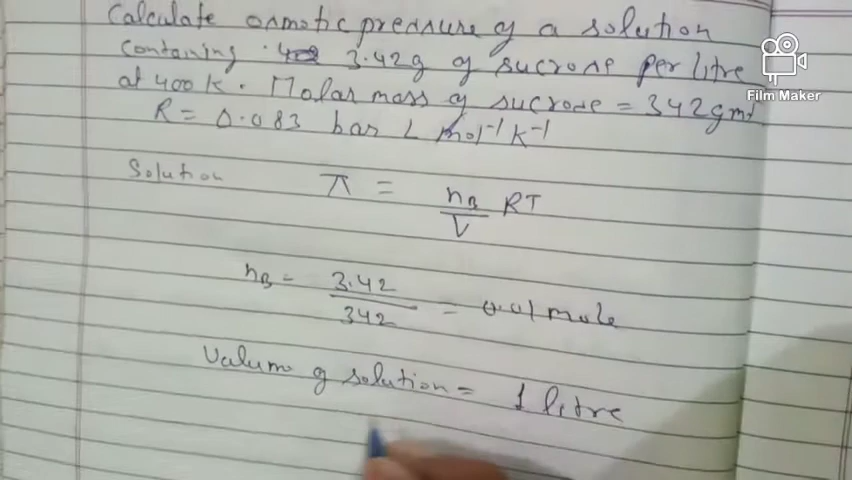 Calculate osmotic pressure of a solution
containing 3.42g of sucrose per litre
at 400 K. Molar mass of sucrose = 342 g mol
R = 0.083 bar L mol⁻¹ K⁻¹
Solution π = nB/V RT
nB = 3.42/342 = 0.01 mole
Volume of solution = 1 litre
Film Maker